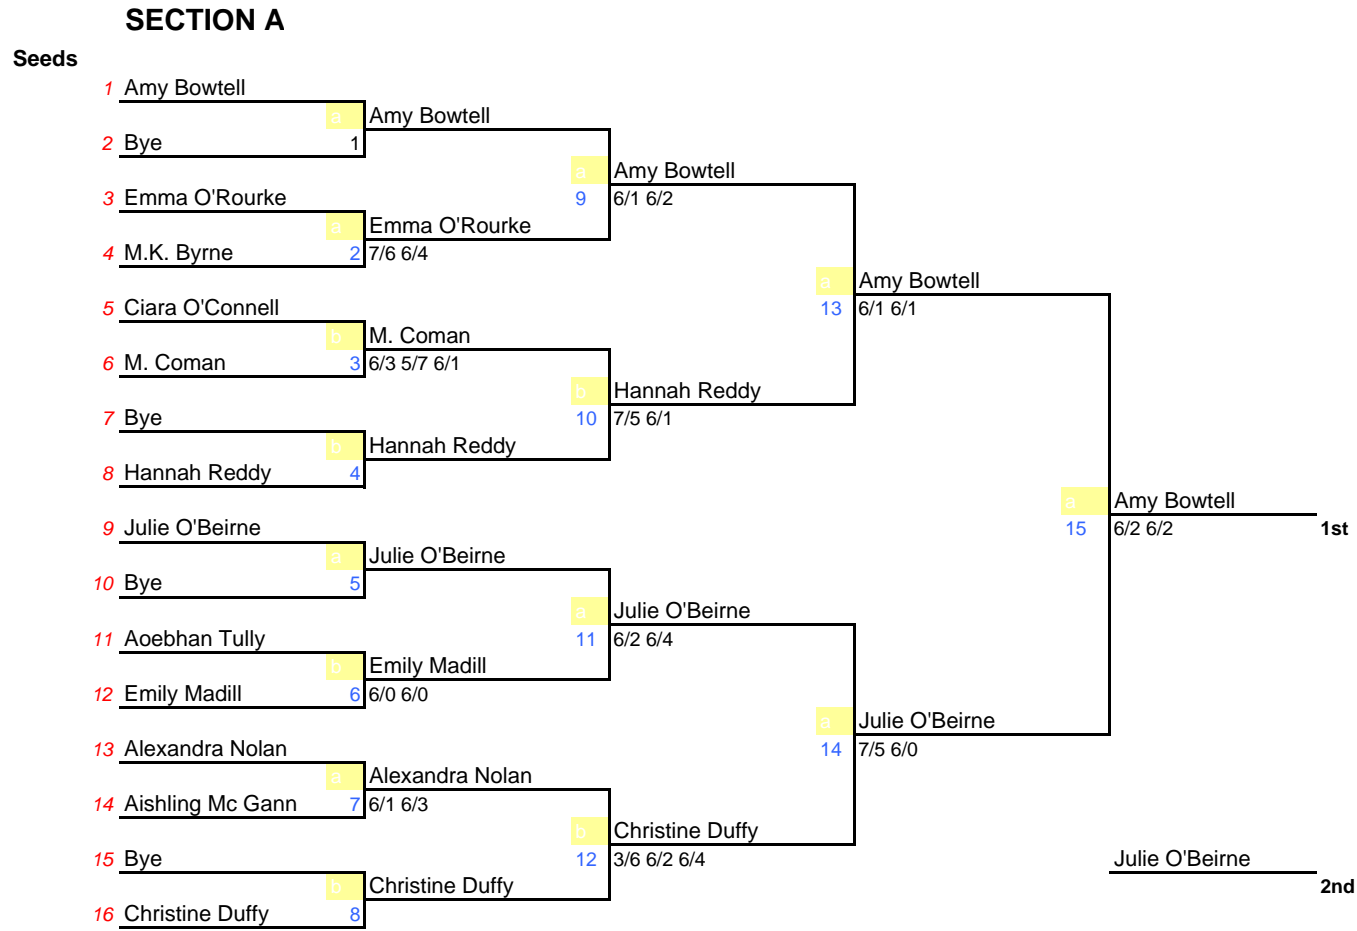 SECTION A
Seeds
1 Amy Bowtell
a Amy Bowtell
2 Bye 1
a Amy Bowtell
3 Emma O'Rourke 9 6/1 6/2
a Emma O'Rourke
4 M.K. Byrne 2 7/6 6/4
a Amy Bowtell
5 Ciara O'Connell 13 6/1 6/1
b M. Coman
6 M. Coman 3 6/3 5/7 6/1
b Hannah Reddy
7 Bye 10 7/5 6/1
b Hannah Reddy
8 Hannah Reddy 4
a Amy Bowtell
9 Julie O'Beirne 15 6/2 6/2 1st
a Julie O'Beirne
10 Bye 5
a Julie O'Beirne
11 Aoebhan Tully 11 6/2 6/4
b Emily Madill
12 Emily Madill 6 6/0 6/0
a Julie O'Beirne
13 Alexandra Nolan 14 7/5 6/0
a Alexandra Nolan
14 Aishling Mc Gann 7 6/1 6/3
b Christine Duffy
15 Bye 12 3/6 6/2 6/4 Julie O'Beirne
b Christine Duffy 2nd
16 Christine Duffy 8